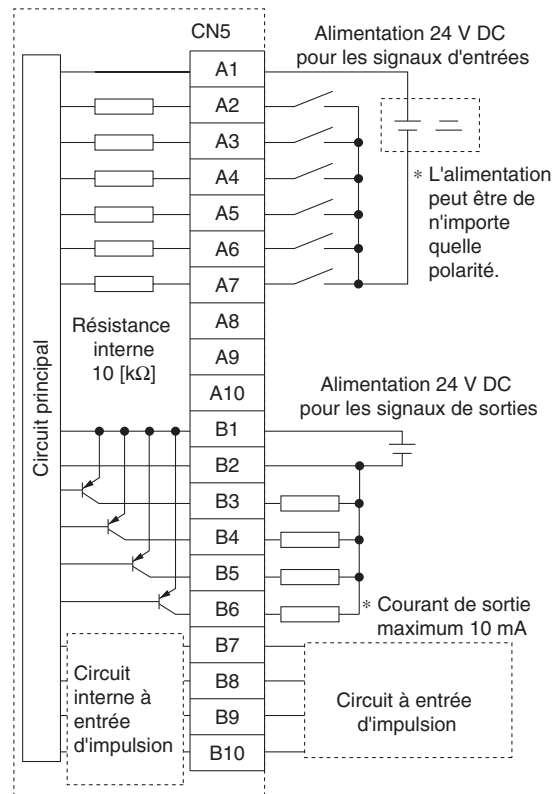 CN5
Alimentation 24 V DC
pour les signaux d'entrées
A1
A2
A3
A4
A5
A6
A7
A8
A9
A10
B1
B2
B3
B4
B5
B6
B7
B8
B9
B10
* L'alimentation
peut être de
n'importe
quelle
polarité.
Résistance
interne
10 [kΩ]
Circuit principal
Alimentation 24 V DC
pour les signaux de sorties
* Courant de sortie
maximum 10 mA
Circuit
interne à
entrée
d'impulsion
Circuit à entrée
d'impulsion